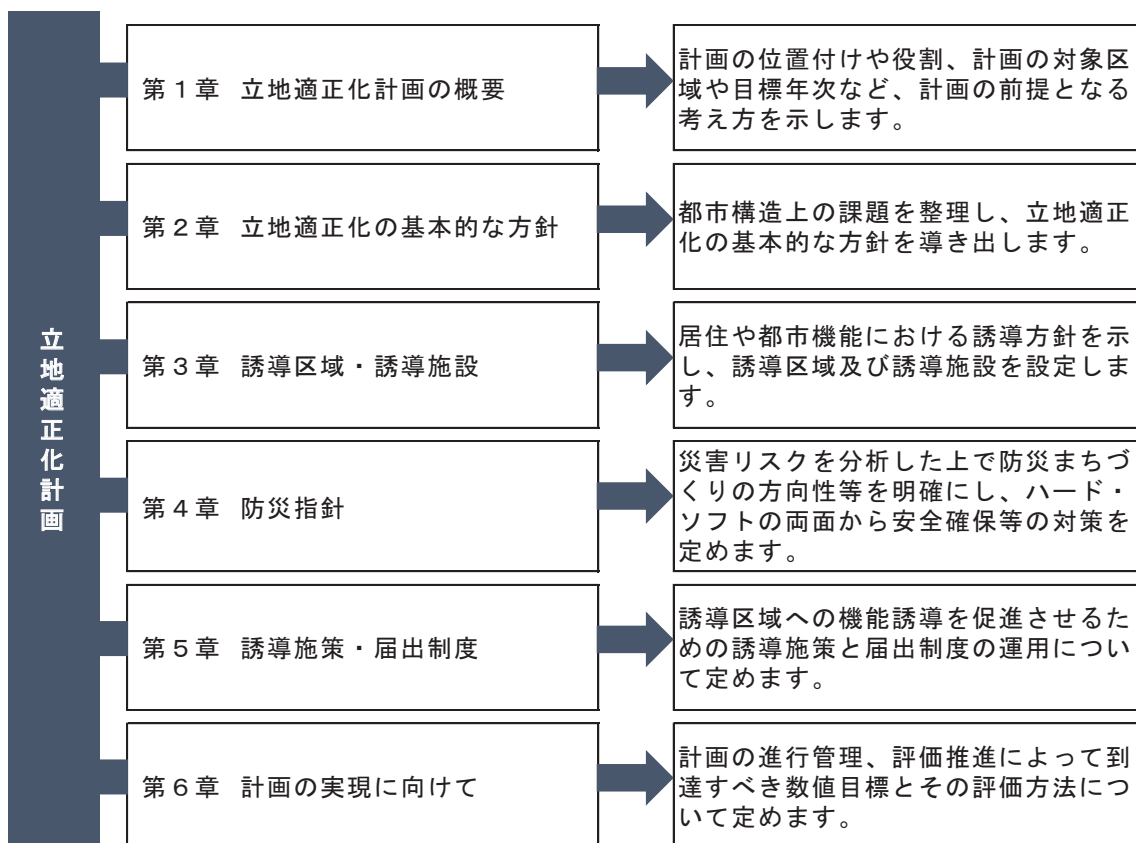 立地適正化計画
第1章 立地適正化計画の概要
計画の位置付けや役割、計画の対象区
域や目標年次など、計画の前提となる
考え方を示します。
第2章 立地適正化の基本的な方針
都市構造上の課題を整理し、立地適正
化の基本的な方針を導き出します。
第3章 誘導区域・誘導施設
居住や都市機能における誘導方針を示
し、誘導区域及び誘導施設を設定しま
す。
第4章 防災指針
災害リスクを分析した上で防災まちづ
くりの方向性等を明確にし、ハード・
ソフトの両面から安全確保等の対策を
定めます。
第5章 誘導施策・届出制度
誘導区域への機能誘導を促進させるた
めの誘導施策と届出制度の運用につい
て定めます。
第6章 計画の実現に向けて
計画の進行管理、評価推進によって到
達すべき数値目標とその評価方法につ
いて定めます。